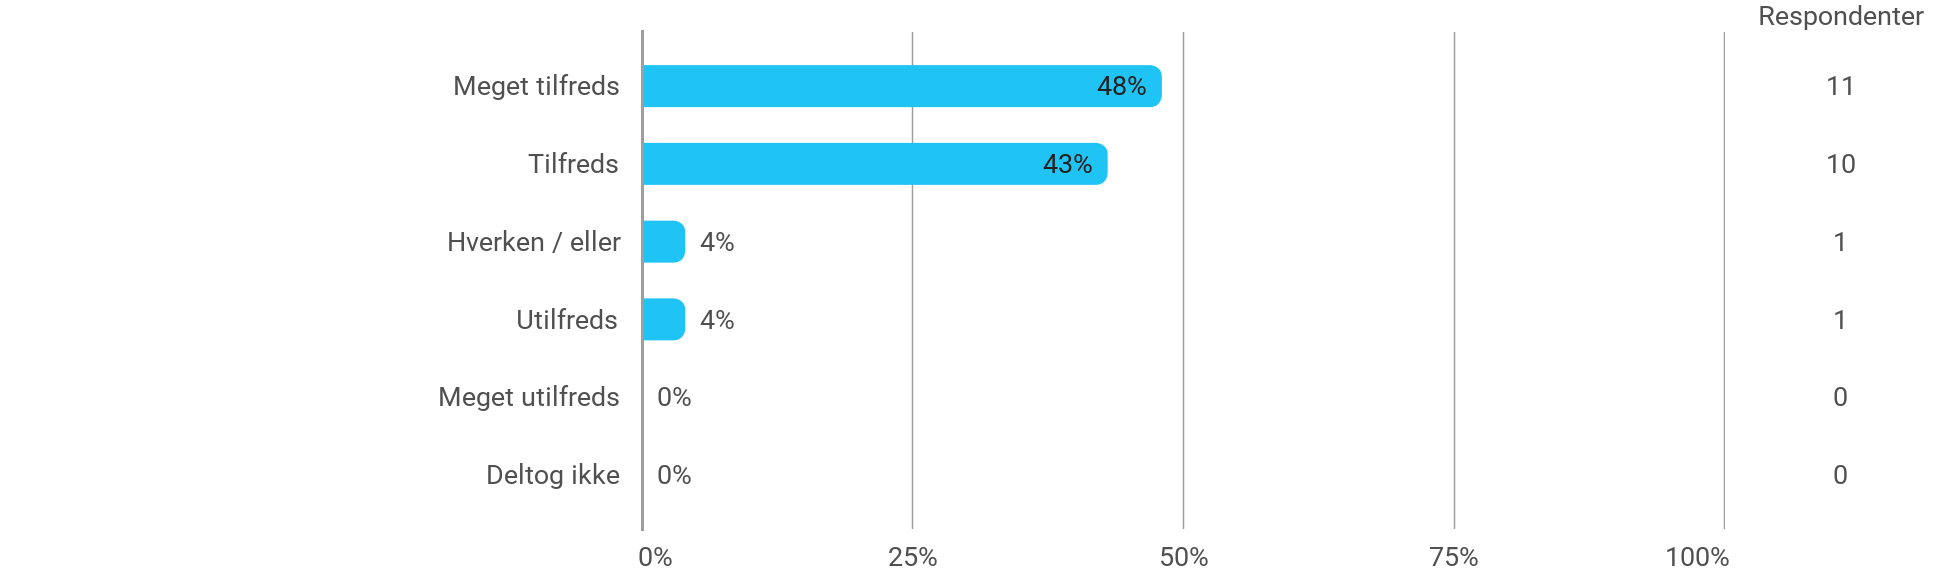 Respondenter
Meget tilfreds 48% 11
Tilfreds 43% 10
Hverken / eller 4% 1
Utilfreds 4% 1
Meget utilfreds 0% 0
Deltog ikke 0% 0
0% 25% 50% 75% 100%